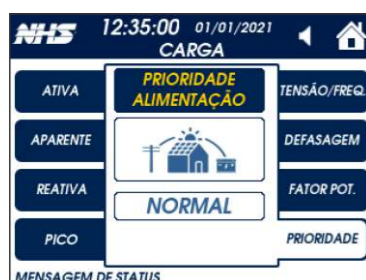 NHS 12:35:00 01/01/2021
CARGA
ATIVA
APARENTE
REATIVA
PICO
PRIORIDADE
ALIMENTAÇÃO
NORMAL
TENSÃO/FREQ.
DEFASAGEM
FATOR POT.
PRIORIDADE
MENSAGEM DE STATUS